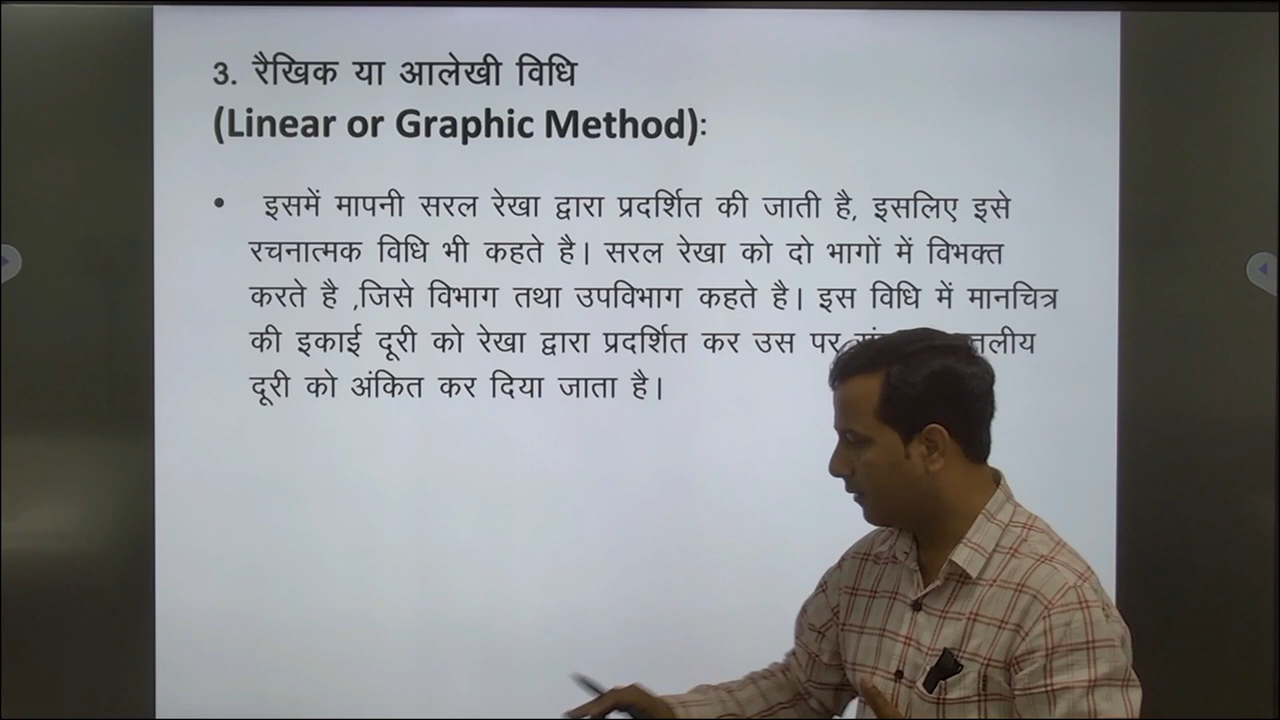 3. रैखिक या आलेखी विधि
(Linear or Graphic Method):
• इसमें मापनी सरल रेखा द्वारा प्रदर्शित की जाती है, इसलिए इसे
रचनात्मक विधि भी कहते है। सरल रेखा को दो भागों में विभक्त
करते है ,जिसे विभाग तथा उपविभाग कहते है। इस विधि में मानचित्र
की इकाई दूरी को रेखा द्वारा प्रदर्शित कर उस पर
दूरी को अंकित कर दिया जाता है।